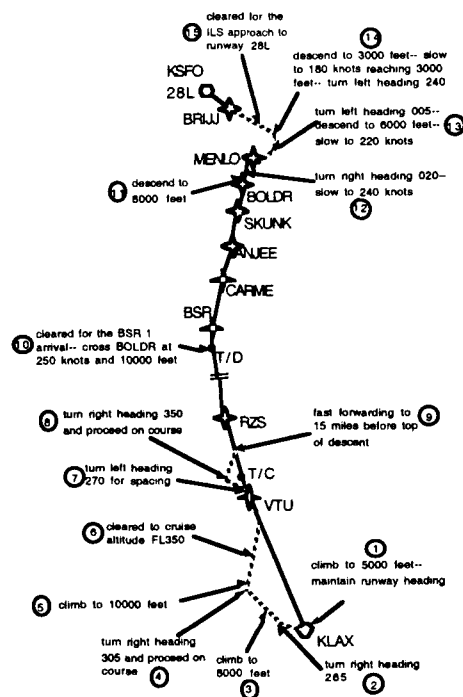 15
cleared for the
ILS approach to
runway 28L
14
descend to 3000 feet-- slow
to 180 knots reaching 3000
feet-- turn left heading 240
KSFO
28L
BRIJJ
turn left heading 005--
descend to 6000 feet--
slow to 220 knots
13
MENLO
turn right heading 020--
slow to 240 knots
12
11
descend to
8000 feet
BOLDR
SKUNK
ANJEE
CARME
BSR
10
cleared for the BSR 1
arrival-- cross BOLDR at
250 knots and 10000 feet
T/D
RZS
8
turn right heading 350
and proceed on course
fast forwarding to
15 miles before top
of descent
9
7
turn left heading
270 for spacing
T/C
VTU
6
cleared to cruise
altitude FL350
1
climb to 5000 feet--
maintain runway heading
5
climb to 10000 feet
KLAX
turn right heading
305 and proceed on
course
4
climb to
8000 feet
3
turn right heading
265
2